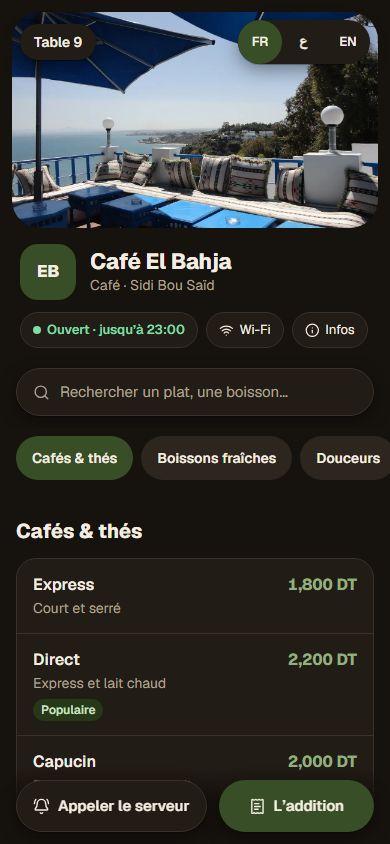 Table 9
FR ع EN
EB
Café El Bahja
Café · Sidi Bou Saïd
Ouvert · jusqu'à 23:00
Wi-Fi
Infos
Rechercher un plat, une boisson...
Cafés & thés
Boissons fraîches
Douceurs
Cafés & thés
Express 1,800 DT
Court et serré
Direct 2,200 DT
Express et lait chaud
Populaire
Capucin 2,000 DT
Appeler le serveur
L'addition